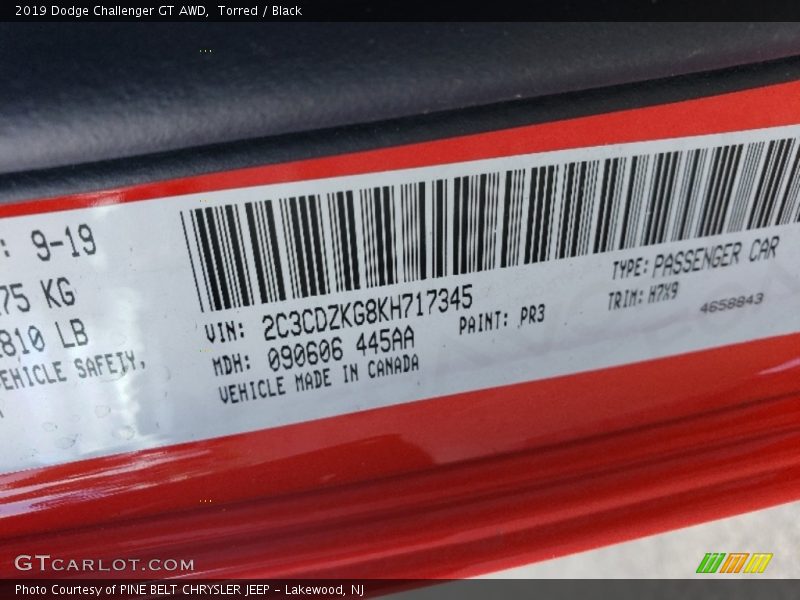 2019 Dodge Challenger GT AWD, Torred / Black
: 9-19
75 KG
810 LB
EHICLE SAFETY,
VIN: 2C3CDZKG8KH717345
MDH: 090606 445AA
VEHICLE MADE IN CANADA
PAINT: PR3
TYPE: PASSENGER CAR
TRIM: H7X9
4658843
GTCARLOT.COM
Photo Courtesy of PINE BELT CHRYSLER JEEP - Lakewood, NJ